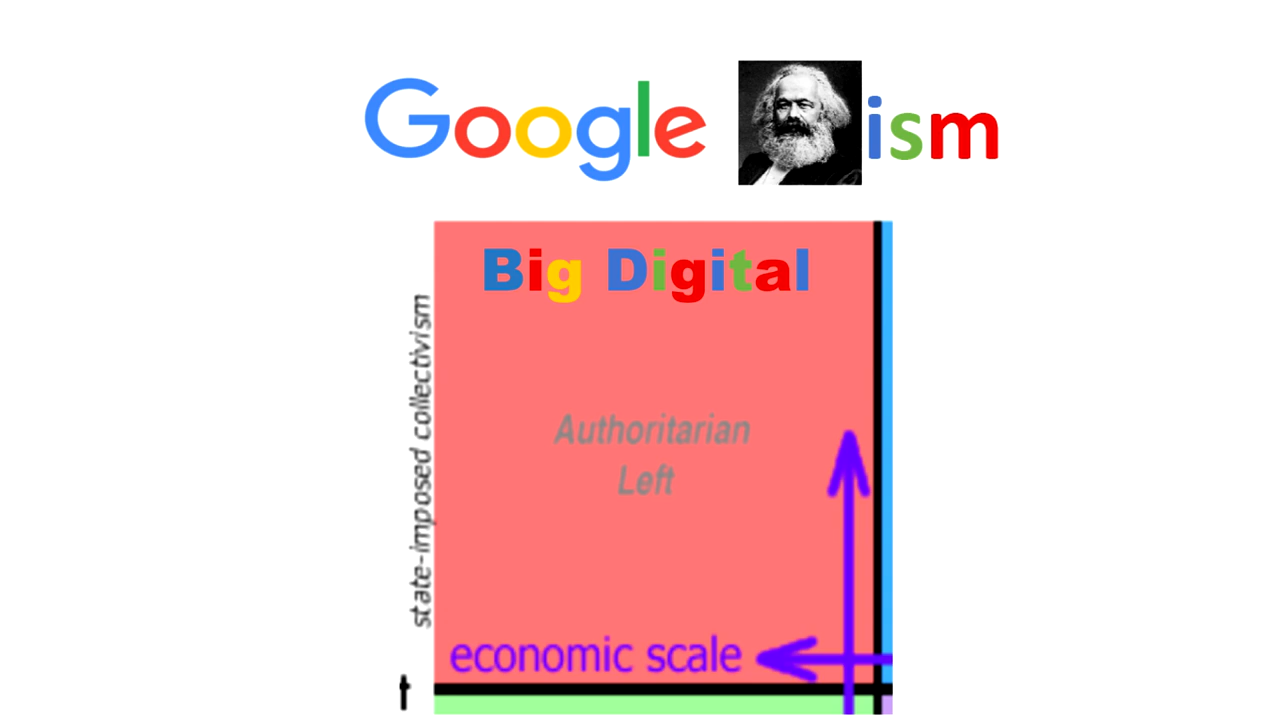 Google ism
Big Digital
state-imposed collectivism
Authoritarian
Left
economic scale
t